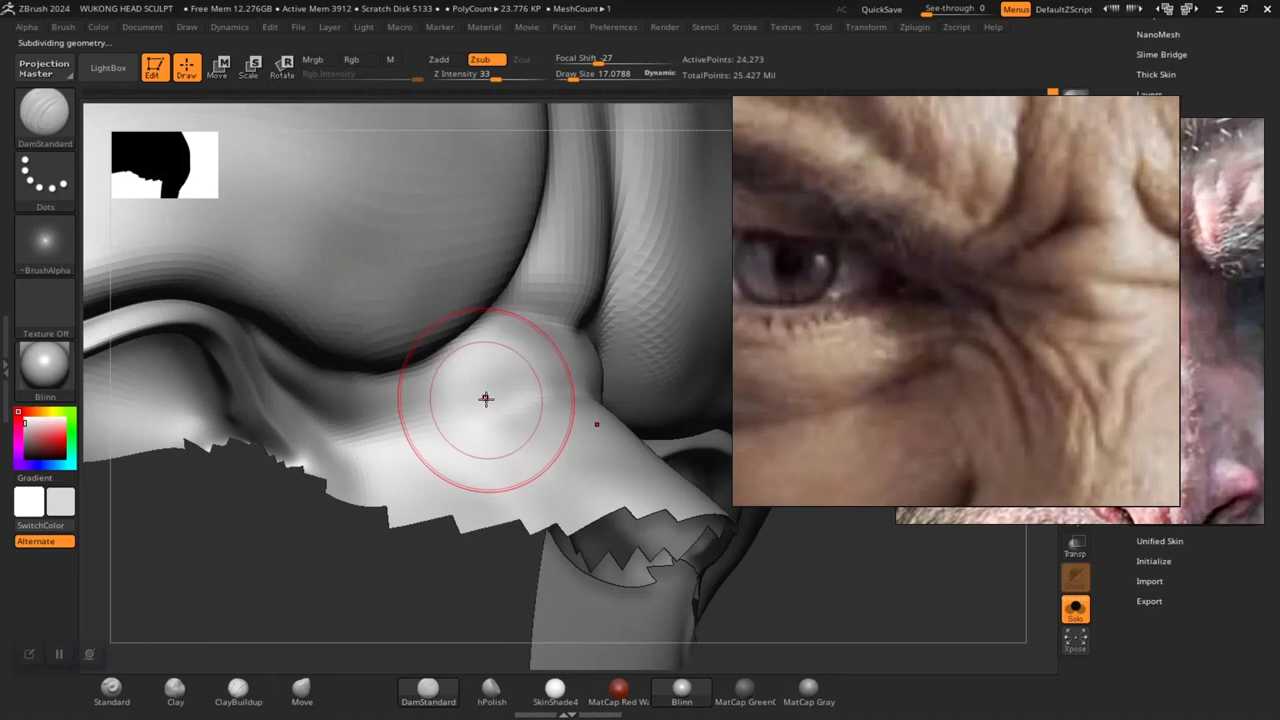 ZBrush 2024 WUKONG HEAD SCULPT • Free Mem 12.276GB • Active Mem 3912 • Scratch Disk 5133 • PolyCount▸23.776 KP • MeshCount▸1 AC QuickSave See-through 0 Menus DefaultZScript
Alpha Brush Color Document Draw Dynamics Edit File Layer Light Macro Marker Material Movie Picker Preferences Render Stencil Stroke Texture Tool Transform Zplugin Zscript Help
NanoMesh
Subdividing geometry...
Slime Bridge
Projection Master
LightBox
Edit Draw Move Scale Rotate
Mrgb Rgb M
Rgb Intensity
Zadd Zsub Zcut
Z Intensity 33
Focal Shift -27
Draw Size 17.0788 Dynamic
ActivePoints: 24,273
TotalPoints: 25.427 Mil
Thick Skin
Layers
DamStandard
Dots
~BrushAlpha
Texture Off
Blinn
Gradient
SwitchColor
Alternate
Transp
Ghost
Solo
Xpose
Unified Skin
Initialize
Import
Export
Standard Clay ClayBuildup Move DamStandard hPolish SkinShade4 MatCap Red Wa Blinn MatCap GreenC MatCap Gray